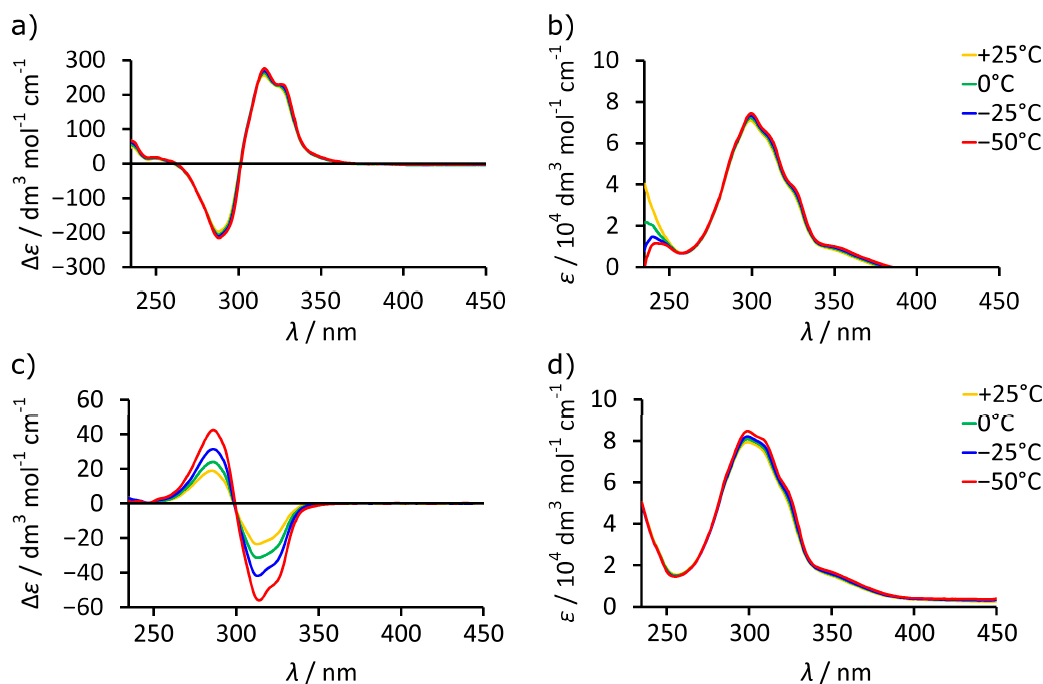 a)
Δε / dm³ mol⁻¹ cm⁻¹
300
200
100
0
−100
−200
−300
250 300 350 400 450
λ / nm
b)
ε / 10⁴ dm³ mol⁻¹ cm⁻¹
10
8
6
4
2
0
250 300 350 400 450
λ / nm
+25°C
0°C
−25°C
−50°C
c)
Δε / dm³ mol⁻¹ cm⁻¹
60
40
20
0
−20
−40
−60
250 300 350 400 450
λ / nm
d)
ε / 10⁴ dm³ mol⁻¹ cm⁻¹
10
8
6
4
2
0
250 300 350 400 450
λ / nm
+25°C
0°C
−25°C
−50°C